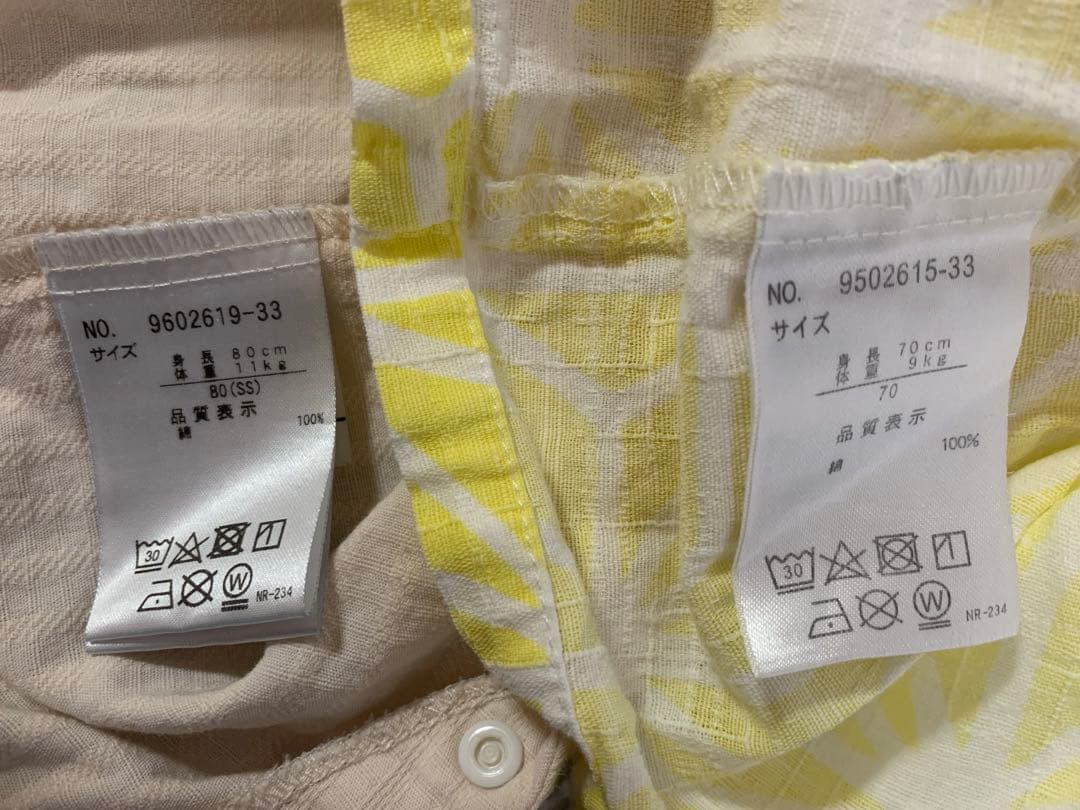 NO. 9602619-33
サイズ
身長 80cm
体重 11kg
80(SS)
品質表示
綿 100%
30
W
NR-234
NO. 9502615-33
サイズ
身長 70cm
体重 9kg
70
品質表示
綿 100%
30
W
NR-234